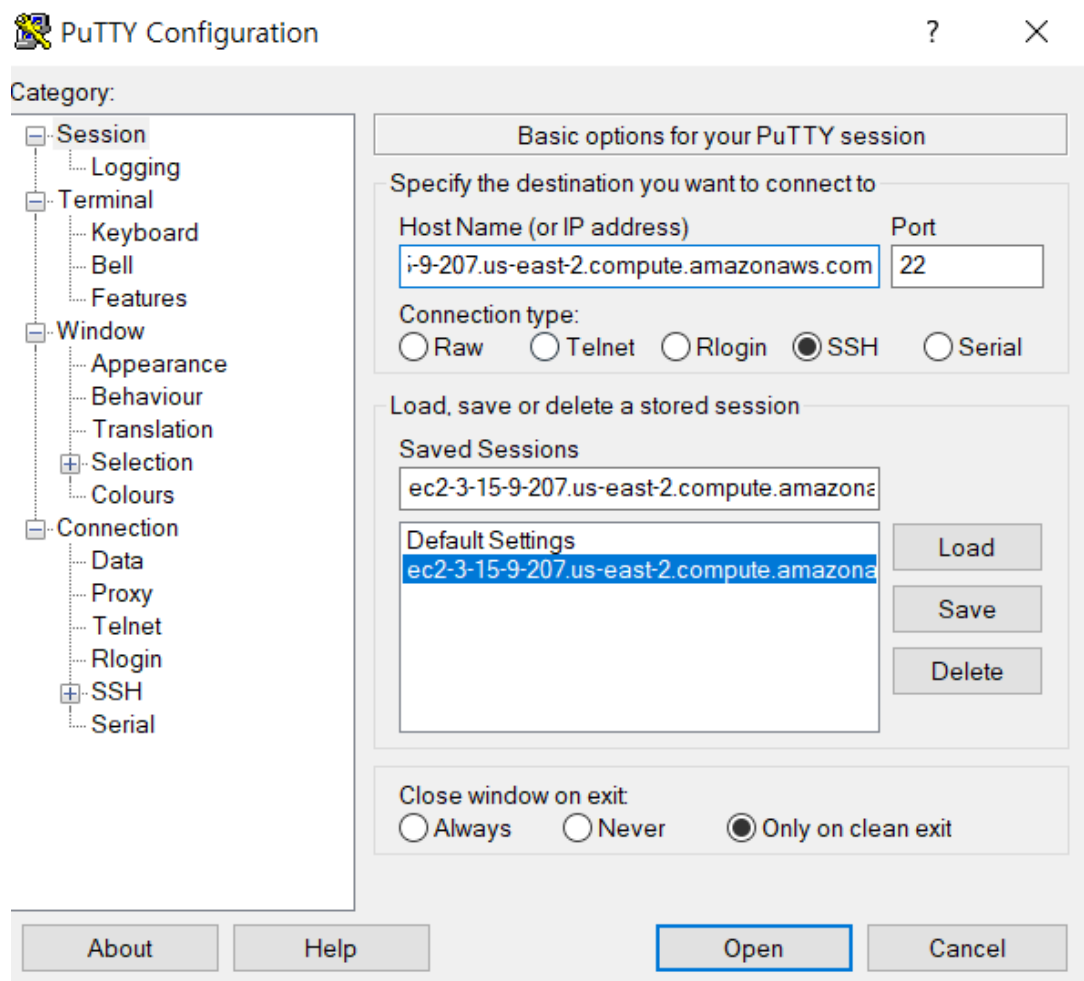 PuTTY Configuration
?
Category:
Session
Logging
Terminal
Keyboard
Bell
Features
Window
Appearance
Behaviour
Translation
Selection
Colours
Connection
Data
Proxy
Telnet
Rlogin
SSH
Serial
Basic options for your PuTTY session
Specify the destination you want to connect to
Host Name (or IP address) Port
-9-207.us-east-2.compute.amazonaws.com 22
Connection type:
Raw Telnet Rlogin SSH Serial
Load, save or delete a stored session
Saved Sessions
ec2-3-15-9-207.us-east-2.compute.amazona
Default Settings
ec2-3-15-9-207.us-east-2.compute.amazona
Load
Save
Delete
Close window on exit:
Always Never Only on clean exit
About Help Open Cancel